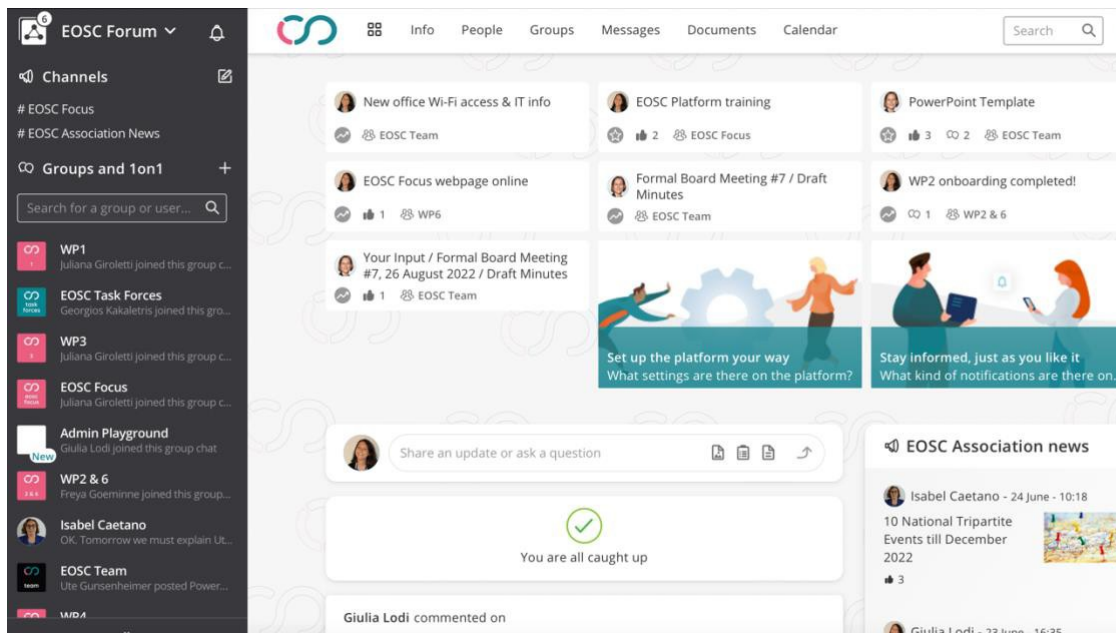 6
EOSC Forum
Info People Groups Messages Documents Calendar
Search
Channels
# EOSC Focus
# EOSC Association News
Groups and 1on1
Search for a group or user...
WP1
Juliana Giroletti joined this group c...
EOSC Task Forces
task
forces
Georgios Kakaletris joined this gro...
WP3
Juliana Giroletti joined this group c...
EOSC Focus
Juliana Giroletti joined this group c...
Admin Playground
New
Giulia Lodi joined this group chat
WP2 & 6
Freya Goeminne joined this group...
Isabel Caetano
OK. Tomorrow we must explain Ut...
EOSC Team
team
Ute Gunsenheimer posted Power...
WP4
New office Wi-Fi access & IT info
EOSC Team
EOSC Platform training
2 EOSC Focus
PowerPoint Template
3 2 EOSC Team
EOSC Focus webpage online
1 WP6
Formal Board Meeting #7 / Draft
Minutes
EOSC Team
WP2 onboarding completed!
1 WP2 & 6
Your Input / Formal Board Meeting
#7, 26 August 2022 / Draft Minutes
1 EOSC Team
Set up the platform your way
What settings are there on the platform?
Stay informed, just as you like it
What kind of notifications are there on...
Share an update or ask a question
You are all caught up
Giulia Lodi commented on
EOSC Association news
Isabel Caetano - 24 June - 10:18
10 National Tripartite
Events till December
2022
3
Giulia Lodi - 23 June - 16:35